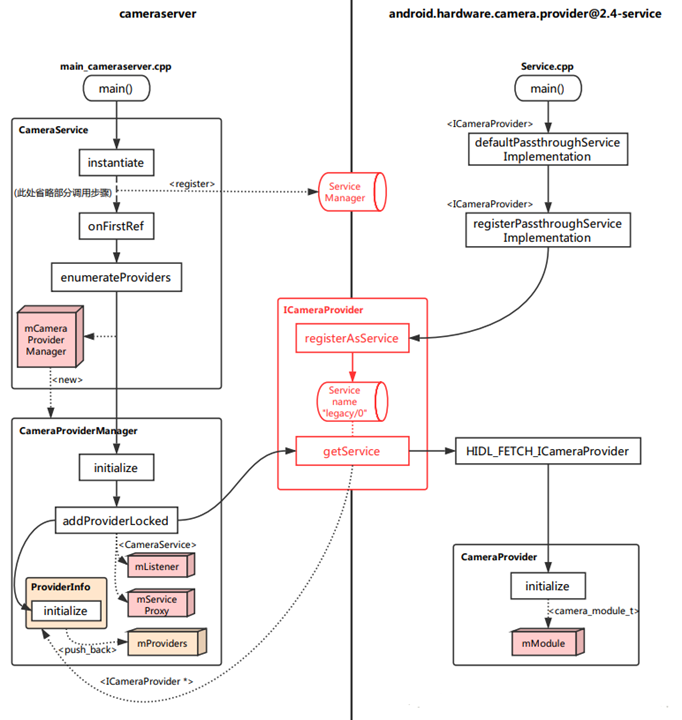 cameraserver
android.hardware.camera.provider@2.4-service
main_cameraserver.cpp
main()
CameraService
instantiate
(此处省略部分调用步骤)
<register>
Service
Manager
onFirstRef
enumerateProviders
mCamera
Provider
Manager
<new>
CameraProviderManager
initialize
addProviderLocked
<CameraService>
mListener
mService
Proxy
ProviderInfo
initialize
<push_back>
mProviders
<ICameraProvider *>
ICameraProvider
registerAsService
Service
name
"legacy/0"
getService
Service.cpp
main()
<ICameraProvider>
defaultPassthroughService
Implementation
<ICameraProvider>
registerPassthroughService
Implementation
HIDL_FETCH_ICameraProvider
CameraProvider
initialize
<camera_module_t>
mModule